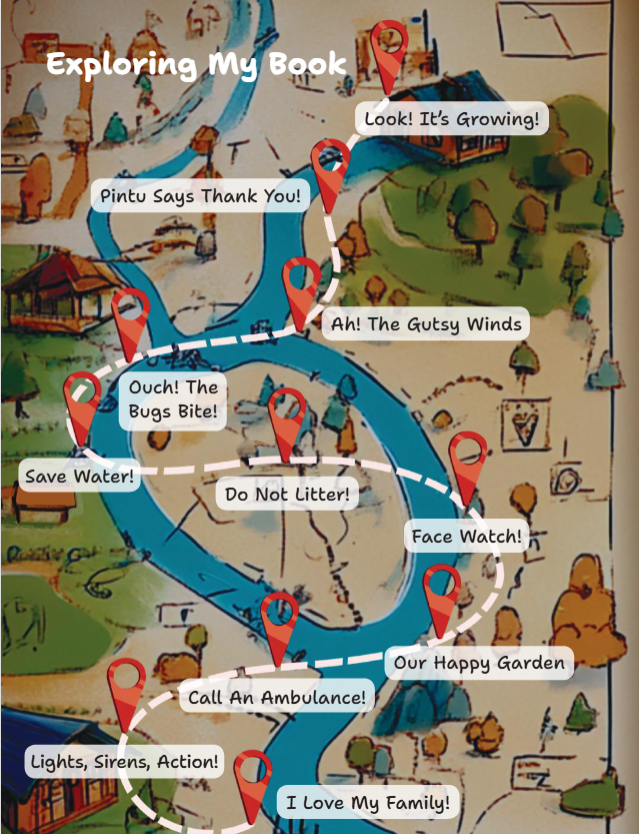 Exploring My Book
Look! It's Growing!
Pintu Says Thank You!
Ah! The Gutsy Winds
Ouch! The
Bugs Bite!
Save Water!
Do Not Litter!
Face Watch!
Our Happy Garden
Call An Ambulance!
Lights, Sirens, Action!
I Love My Family!